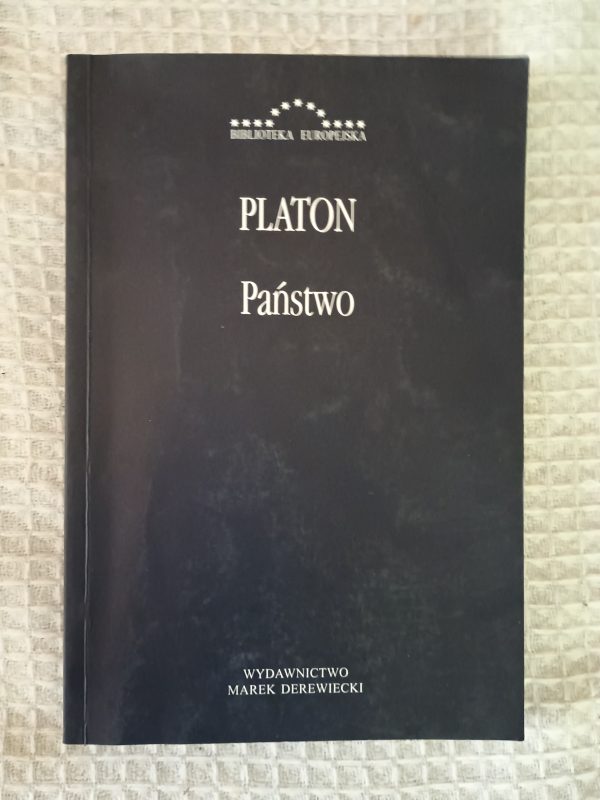 BIBLIOTEKA EUROPEJSKA
PLATON
Państwo
WYDAWNICTWO
MAREK DEREWIECKI